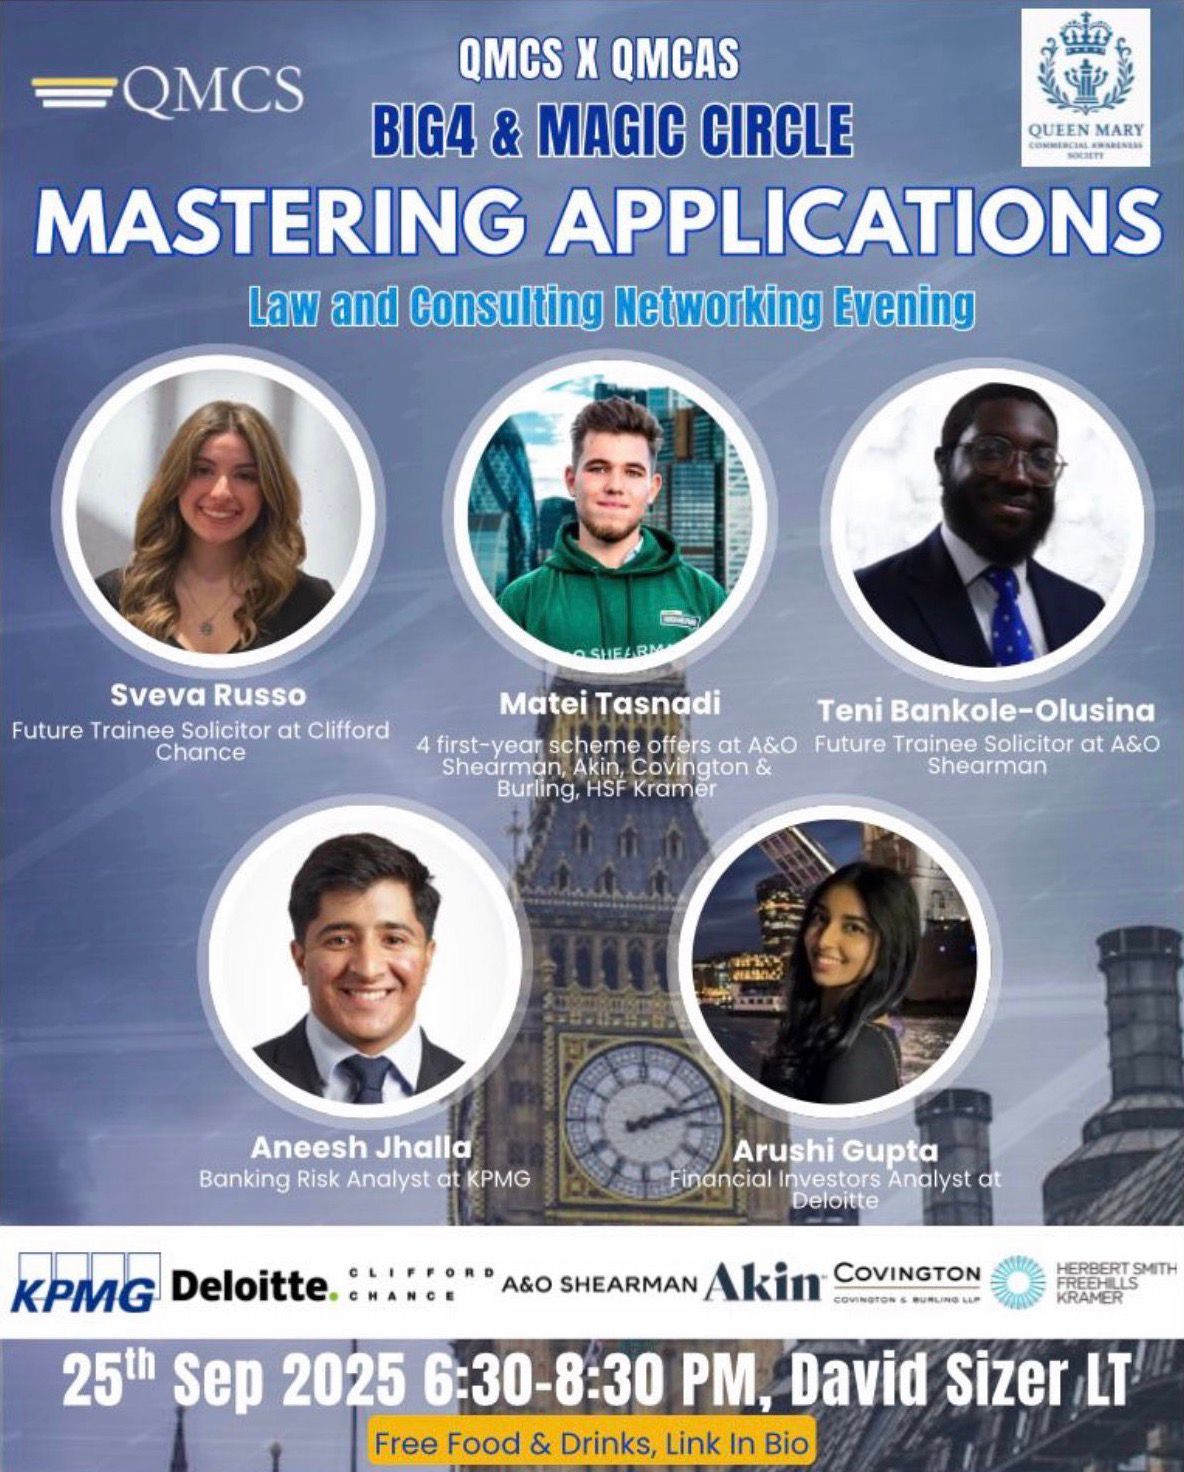 QMCS
QMCS X QMCAS
BIG4 & MAGIC CIRCLE
QUEEN MARY
COMMERCIAL AWARENESS
SOCIETY
MASTERING APPLICATIONS
Law and Consulting Networking Evening
O SHEARMA
Sveva Russo
Future Trainee Solicitor at Clifford
Chance
Matei Tasnadi
4 first-year scheme offers at A&O
Shearman, Akin, Covington &
Burling, HSF Kramer
Teni Bankole-Olusina
Future Trainee Solicitor at A&O
Shearman
Aneesh Jhalla
Banking Risk Analyst at KPMG
Arushi Gupta
Financial Investors Analyst at
Deloitte
KPMG
Deloitte.
CLIFFORD
CHANCE
A&O SHEARMAN
Akin
COVINGTON
COVINGTON & BURLING LLP
HERBERT SMITH
FREEHILLS
KRAMER
25th Sep 2025 6:30-8:30 PM, David Sizer LT
Free Food & Drinks, Link In Bio